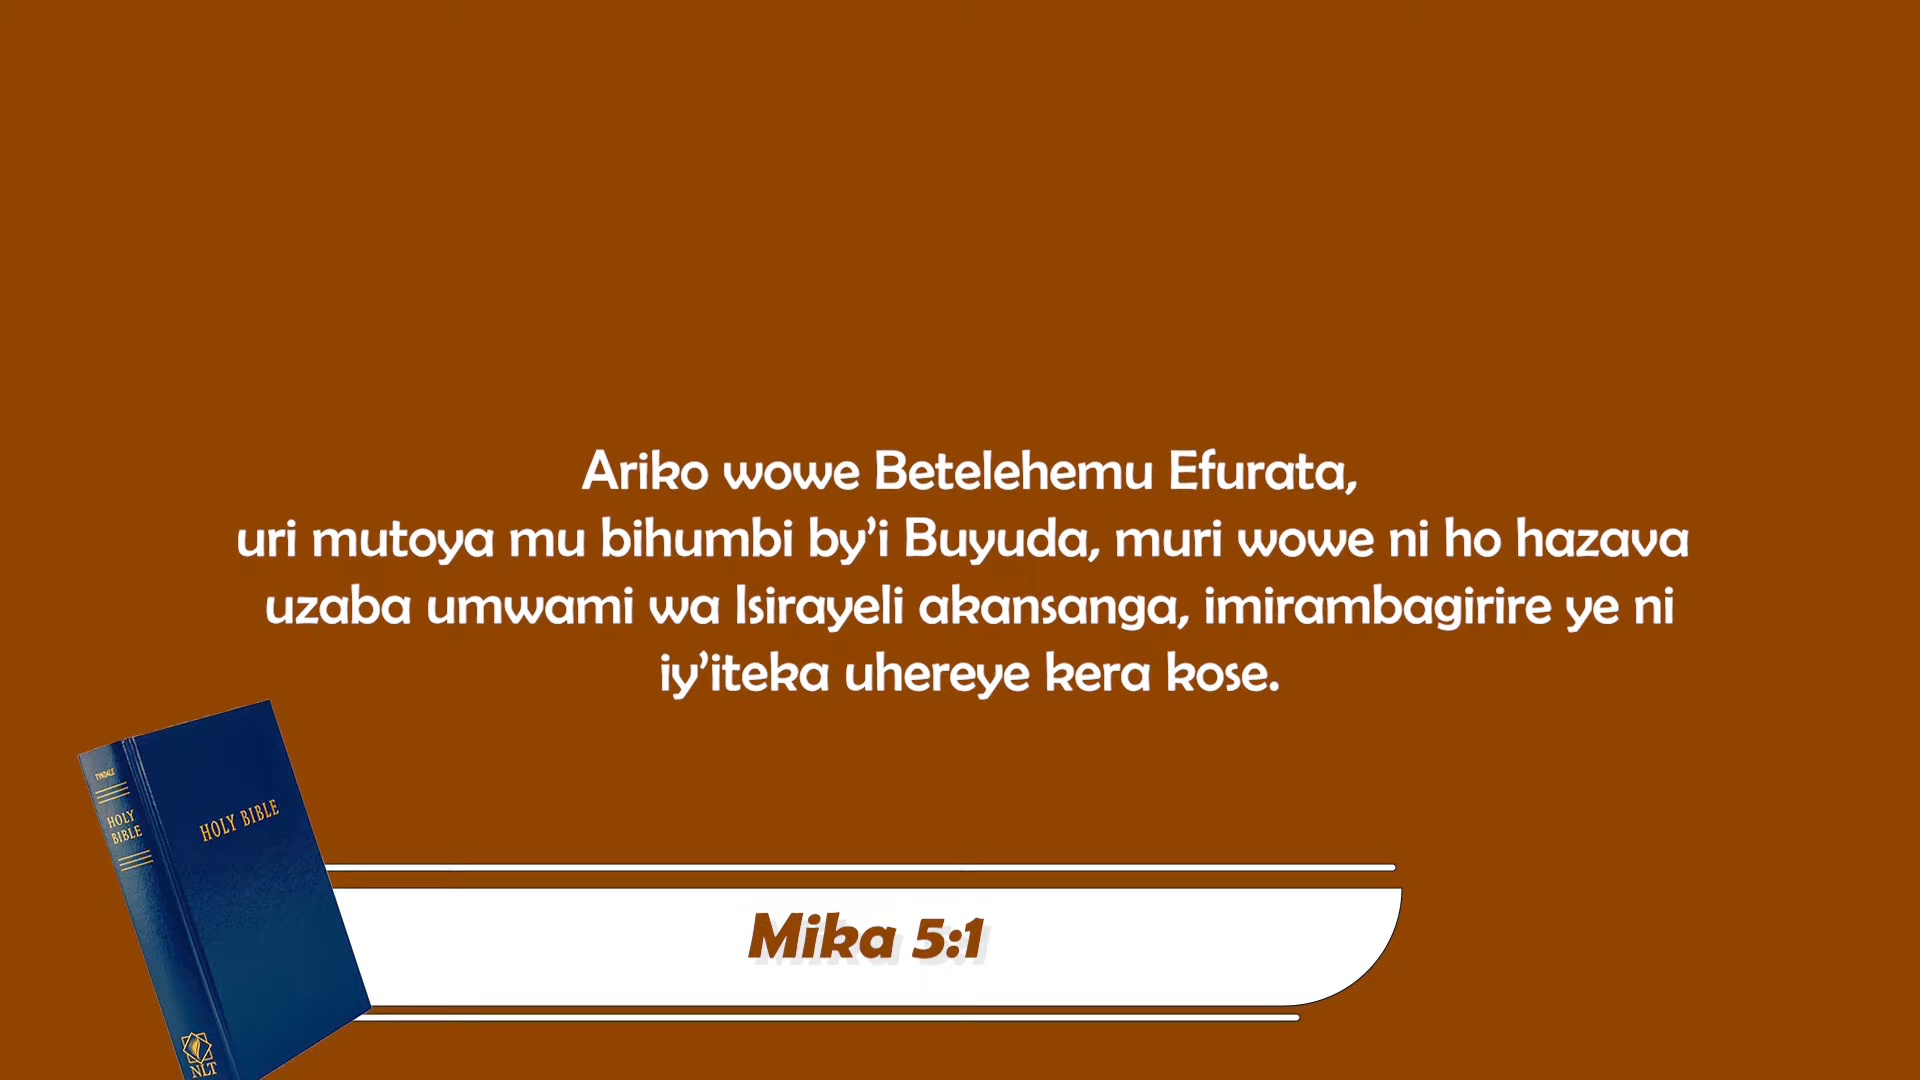 Ariko wowe Betelehemu Efurata,
uri mutoya mu bihumbi by’i Buyuda, muri wowe ni ho hazava
uzaba umwami wa Isirayeli akansanga, imirambagirire ye ni
iy’iteka uhereye kera kose.
TYNDALE
HOLY
BIBLE
HOLY BIBLE
NLT
Mika 5:1